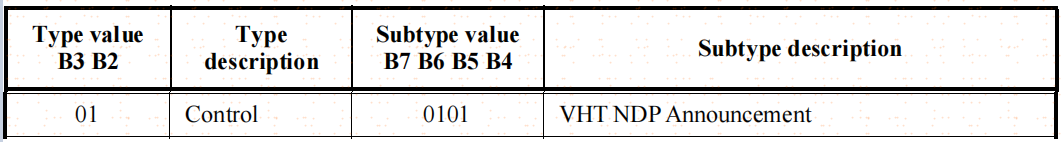 Type value B3 B2 Type description Subtype value B7 B6 B5 B4 Subtype description
01 Control 0101 VHT NDP Announcement